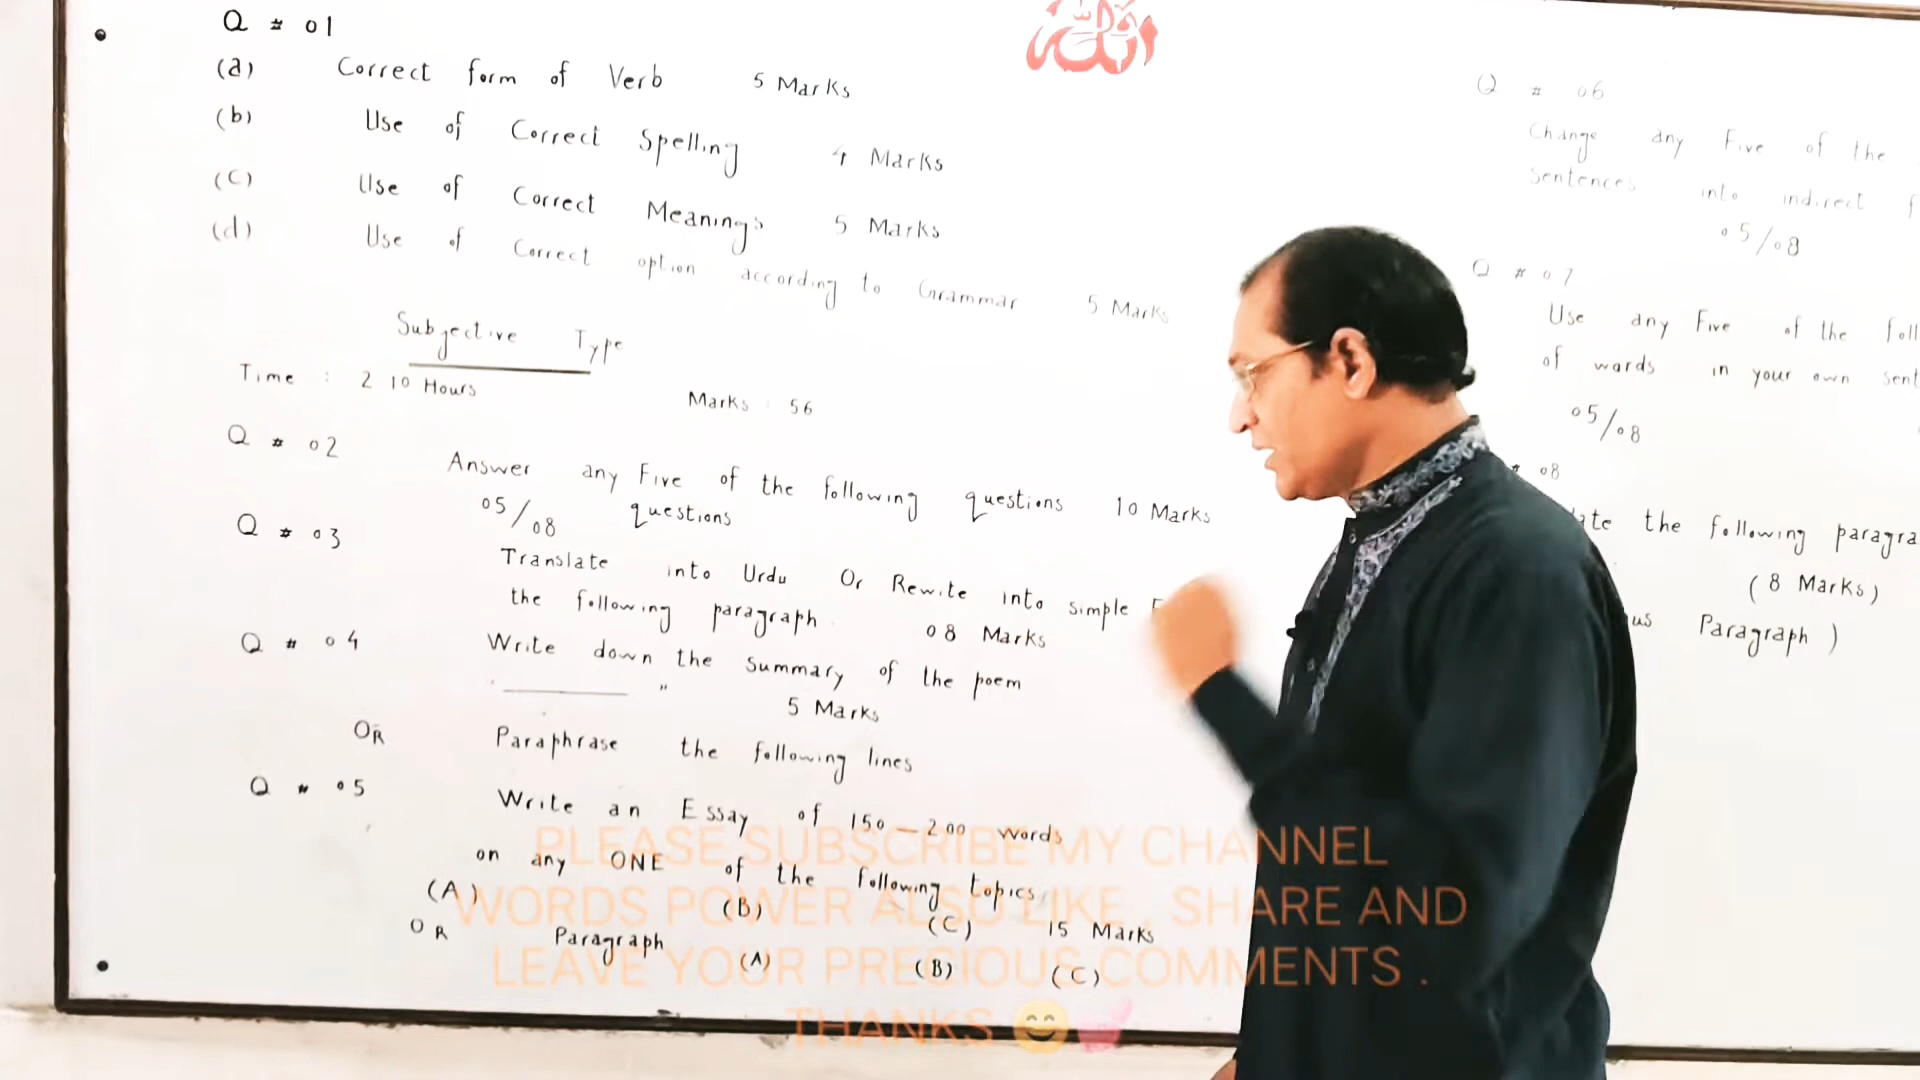 Q # 01
(a) Correct form of Verb 5 Marks
(b) Use of Correct Spelling 4 Marks
(c) Use of Correct Meanings 5 Marks
(d) Use of Correct option according to Grammar 5 Marks
Subjective Type
Time : 2 10 Hours Marks : 56
Q # 02 Answer any Five of the following questions 10 Marks
05/08 questions
Q # 03 Translate into Urdu Or Rewite into simple
the following paragraph 08 Marks
Q # 04 Write down the summary of the poem
" 5 Marks
OR Paraphrase the following lines
Q # 05 Write an Essay of 150 – 200 words
on any ONE of the following topics
(A) (B) (C) 15 Marks
OR Paragraph (A) (B) (C)
الله
Q # 06
Change any Five of the
sentences into indirect
05/08
Q # 07
Use any Five of the
of words in your own
05/08
# 08
the following
(8 Marks)
Paragraph )
PLEASE SUBSCRIBE MY CHANNEL
WORDS POWER ALSO LIKE , SHARE AND
LEAVE YOUR PRECIOUS COMMENTS .
THANKS 😊💕